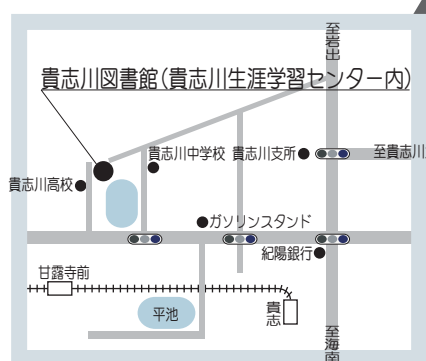 至岩出
貴志川図書館(貴志川生涯学習センター内)
貴志川中学校
貴志川支所
至貴志川
貴志川高校
ガソリンスタンド
紀陽銀行
甘露寺前
平池
貴志
至海南